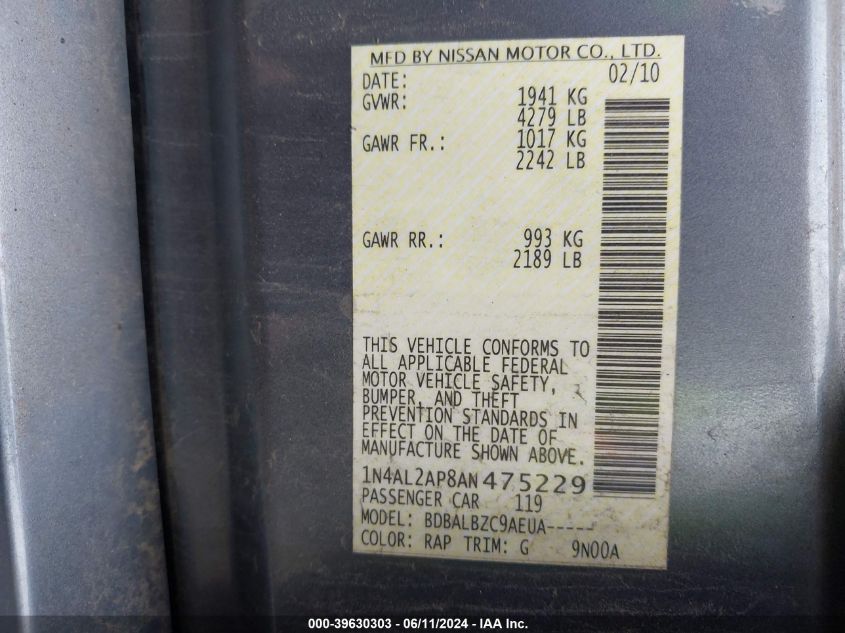 MFD BY NISSAN MOTOR CO., LTD.
DATE: 02/10
GVWR: 1941 KG
4279 LB
GAWR FR.: 1017 KG
2242 LB
GAWR RR.: 993 KG
2189 LB
THIS VEHICLE CONFORMS TO
ALL APPLICABLE FEDERAL
MOTOR VEHICLE SAFETY,
BUMPER, AND THEFT
PREVENTION STANDARDS IN
EFFECT ON THE DATE OF
MANUFACTURE SHOWN ABOVE.
1N4AL2AP8AN475229
PASSENGER CAR 119
MODEL: BDBALBZC9AEUA-----
COLOR: RAP TRIM: G 9N00A
000-39630303 - 06/11/2024 - IAA Inc.